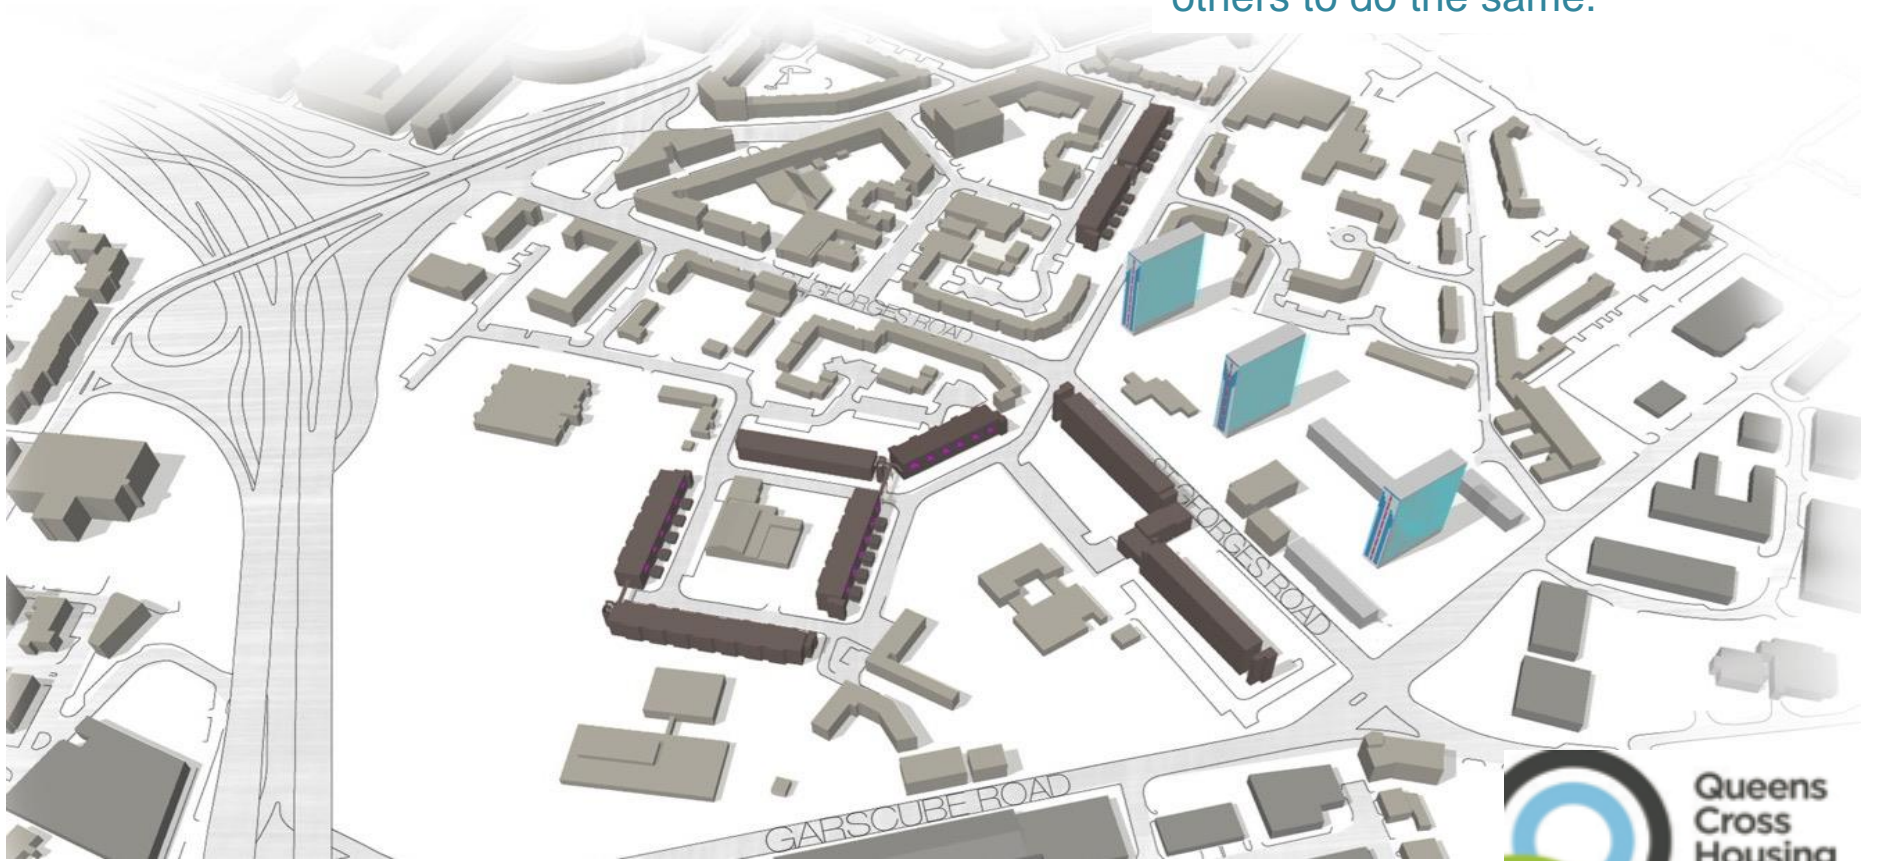 others to do the same.
ST GEORGES ROAD
ST GEORGES ROAD
GARSCUBE ROAD
Queens
Cross
Housing